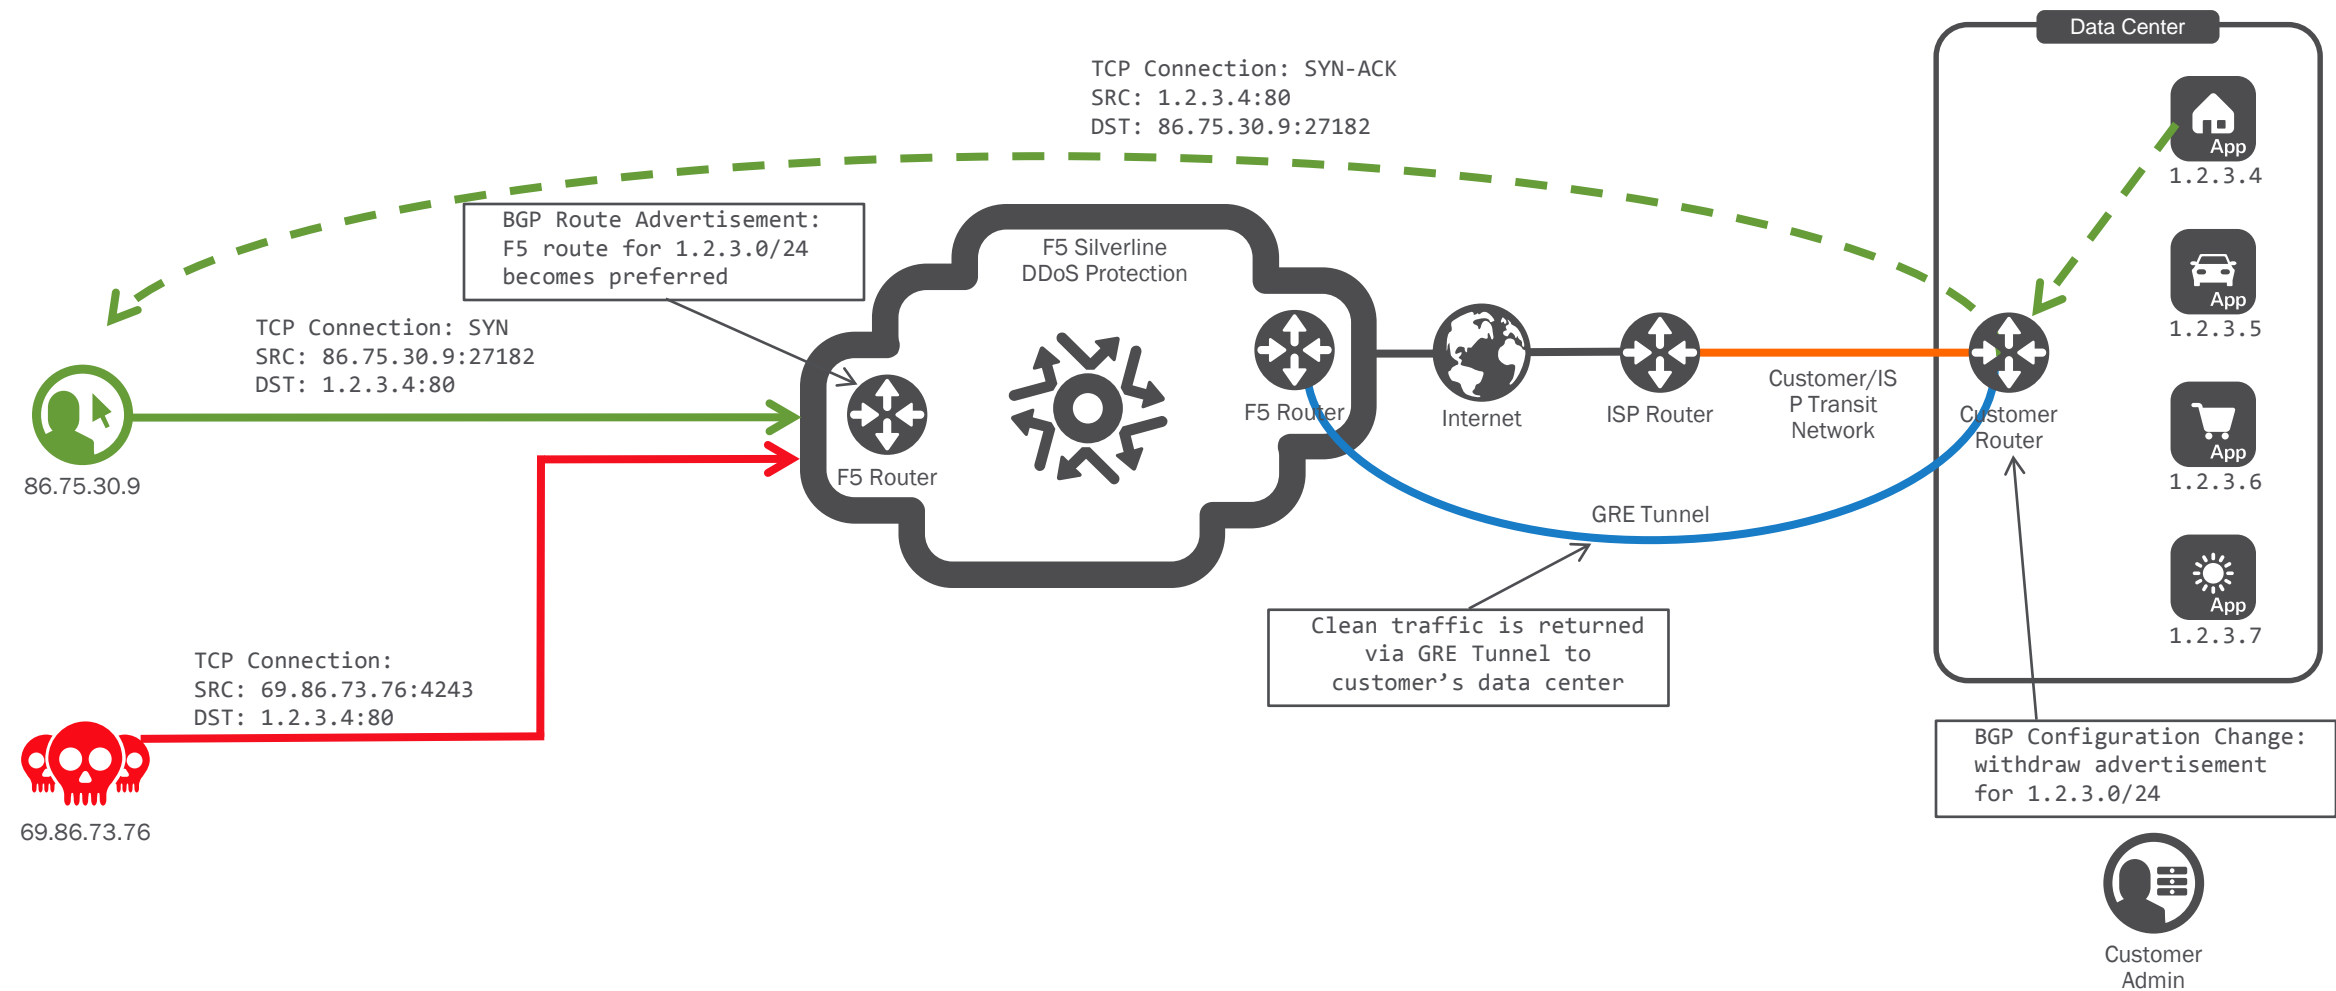 Data Center
TCP Connection: SYN-ACK
SRC: 1.2.3.4:80
DST: 86.75.30.9:27182
App
1.2.3.4
BGP Route Advertisement:
F5 route for 1.2.3.0/24
becomes preferred
F5 Silverline
DDoS Protection
App
1.2.3.5
TCP Connection: SYN
SRC: 86.75.30.9:27182
DST: 1.2.3.4:80
86.75.30.9
F5 Router
F5 Router
Internet
ISP Router
Customer/IS
P Transit
Network
Customer
Router
App
1.2.3.6
GRE Tunnel
App
1.2.3.7
Clean traffic is returned
via GRE Tunnel to
customer’s data center
TCP Connection:
SRC: 69.86.73.76:4243
DST: 1.2.3.4:80
69.86.73.76
BGP Configuration Change:
withdraw advertisement
for 1.2.3.0/24
Customer
Admin